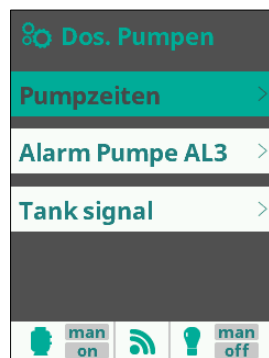 Dos. Pumpen
Pumpzeiten
Alarm Pumpe AL3
Tank signal
man man
on off